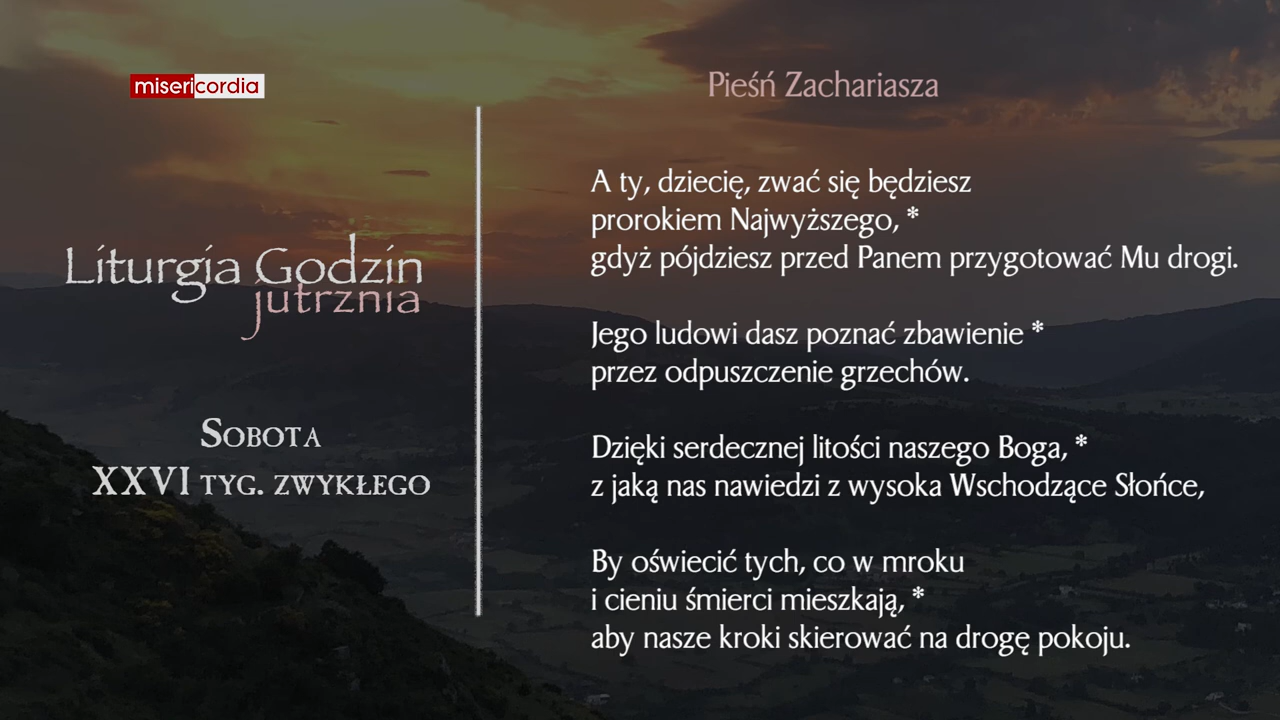 misericordia
Liturgia Godzin
jutrznia
Sobota
XXVI tyg. zwykłego
Pieśń Zachariasza
A ty, dziecię, zwać się będziesz
prorokiem Najwyższego, *
gdyż pójdziesz przed Panem przygotować Mu drogi.
Jego ludowi dasz poznać zbawienie *
przez odpuszczenie grzechów.
Dzięki serdecznej litości naszego Boga, *
z jaką nas nawiedzi z wysoka Wschodzące Słońce,
By oświecić tych, co w mroku
i cieniu śmierci mieszkają, *
aby nasze kroki skierować na drogę pokoju.